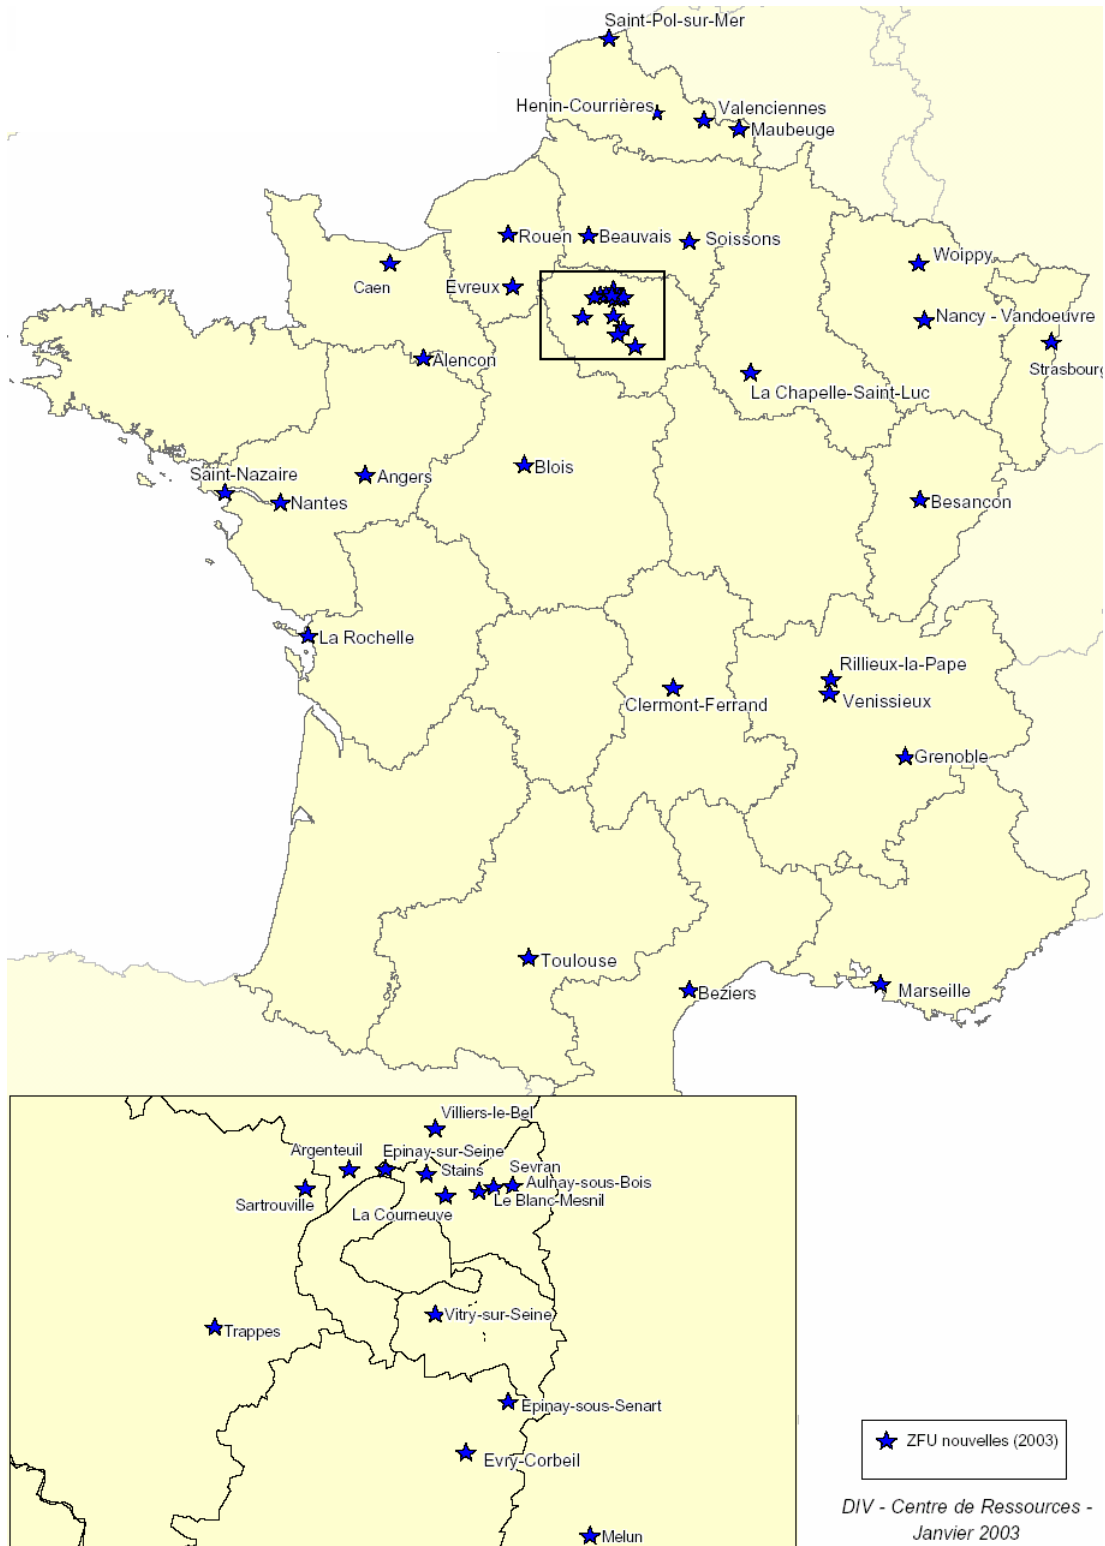 Saint-Pol-sur-Mer
Henin-Courrières
Valenciennes
Maubeuge
Rouen
Beauvais
Soissons
Woippy
Caen
Evreux
Nancy - Vandoeuvre
Strasbourg
Alencon
La Chapelle-Saint-Luc
Saint-Nazaire
Angers
Blois
Nantes
Besancon
La Rochelle
Rillieux-la-Pape
Clermont-Ferrand
Venissieux
Grenoble
Toulouse
Beziers
Marseille
Villiers-le-Bel
Argenteuil
Epinay-sur-Seine
Stains
Sevran
Aulnay-sous-Bois
Sartrouville
Le Blanc-Mesnil
La Courneuve
Vitry-sur-Seine
Trappes
Epinay-sous-Senart
Evry-Corbeil
Melun
ZFU nouvelles (2003)
DIV - Centre de Ressources -
Janvier 2003